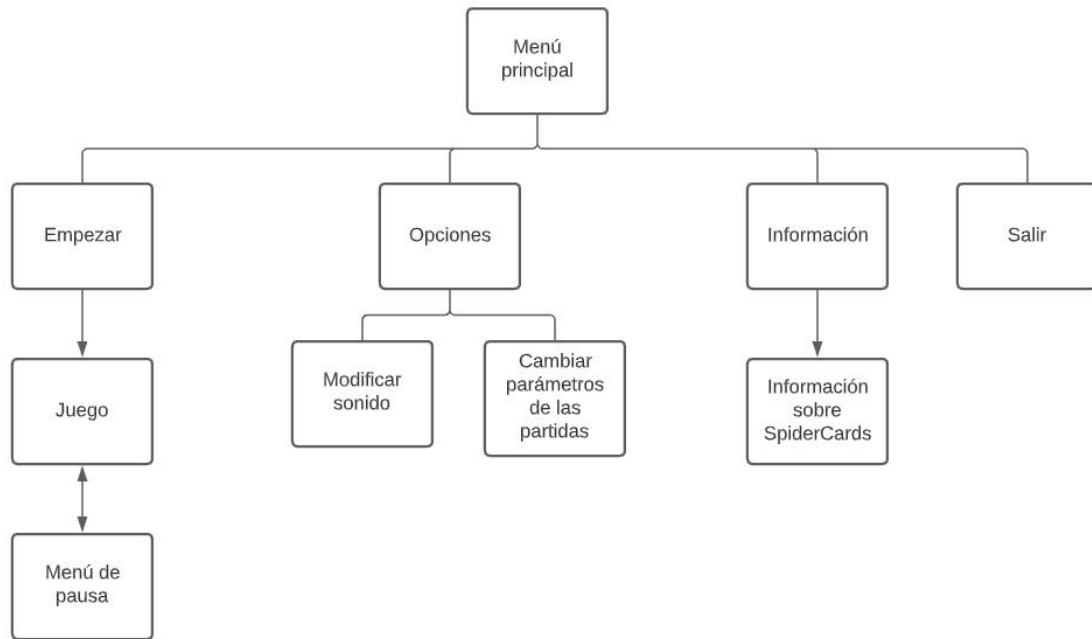 Menú
principal
Empezar
Opciones
Información
Salir
Juego
Modificar
sonido
Cambiar
parámetros
de las
partidas
Información
sobre
SpiderCards
Menú de
pausa